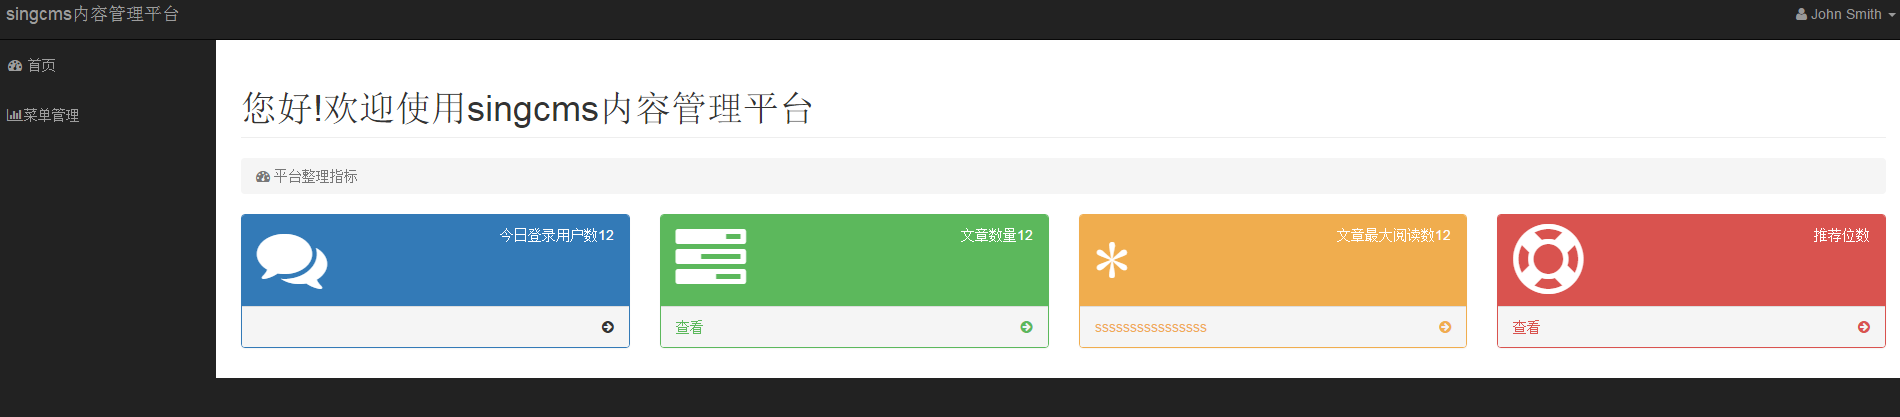 singcms内容管理平台
John Smith
首页
菜单管理
您好!欢迎使用singcms内容管理平台
平台整理指标
今日登录用户数12
文章数量12
文章最大阅读数12
推荐位数
查看
ssssssssssssssss
查看